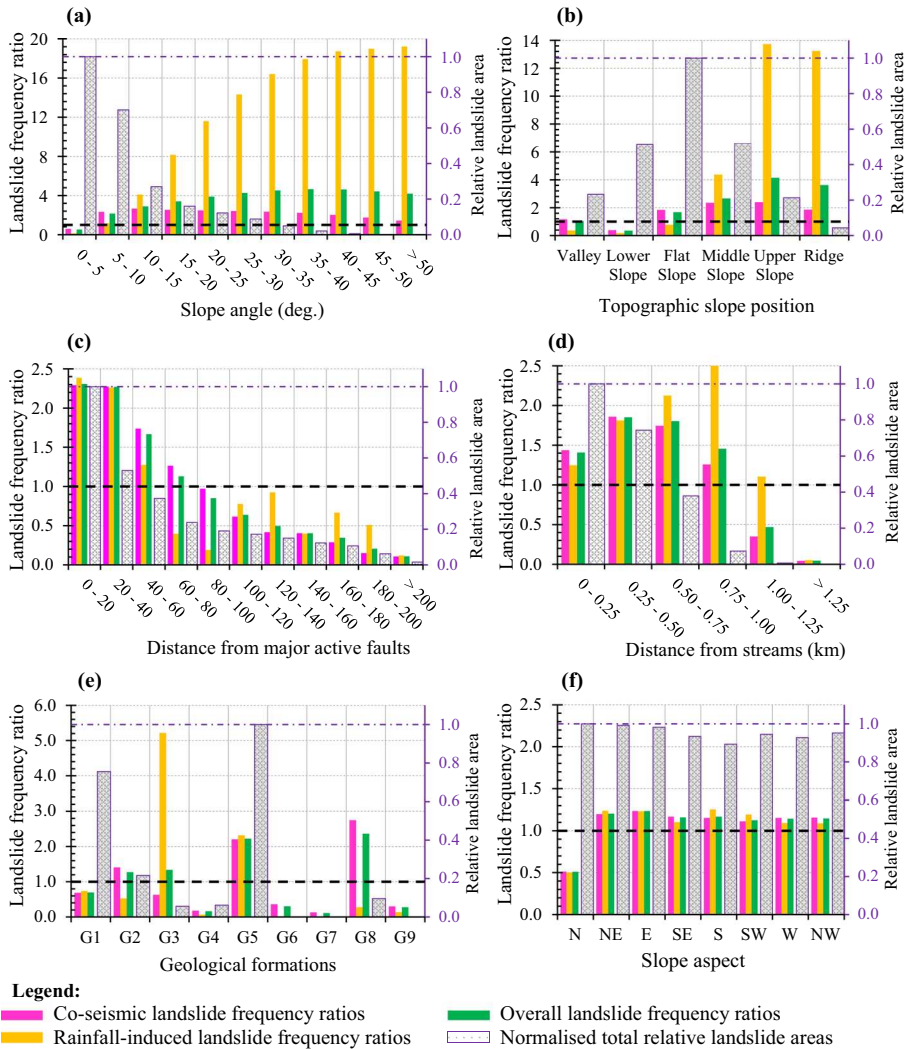 (a)
Landslide frequency ratio
20
16
12
8
4
0
1.0
0.8
0.6
0.4
0.2
0.0
Relative landslide area
0 - 5
5 - 10
10 - 15
15 - 20
20 - 25
25 - 30
30 - 35
35 - 40
40 - 45
45 - 50
> 50
Slope angle (deg.)
(b)
Landslide frequency ratio
14
12
10
8
6
4
2
0
1.0
0.8
0.6
0.4
0.2
0.0
Relative landslide area
Valley
Lower Slope
Flat Slope
Middle Slope
Upper Slope
Ridge
Topographic slope position
(c)
Landslide frequency ratio
2.5
2.0
1.5
1.0
0.5
0.0
1.0
0.8
0.6
0.4
0.2
0.0
Relative landslide area
0 - 20
20 - 40
40 - 60
60 - 80
80 - 100
100 - 120
120 - 140
140 - 160
160 - 180
180 - 200
> 200
Distance from major active faults
(d)
Landslide frequency ratio
2.5
2.0
1.5
1.0
0.5
0.0
1.0
0.8
0.6
0.4
0.2
0.0
Relative landslide area
0 - 0.25
0.25 - 0.50
0.50 - 0.75
0.75 - 1.00
1.00 - 1.25
> 1.25
Distance from streams (km)
(e)
Landslide frequency ratio
6.0
5.0
4.0
3.0
2.0
1.0
0.0
1.0
0.8
0.6
0.4
0.2
0.0
Relative landslide area
G1 G2 G3 G4 G5 G6 G7 G8 G9
Geological formations
(f)
Landslide frequency ratio
2.5
2.0
1.5
1.0
0.5
0.0
1.0
0.8
0.6
0.4
0.2
0.0
Relative landslide area
N NE E SE S SW W NW
Slope aspect
Legend:
Co-seismic landslide frequency ratios
Overall landslide frequency ratios
Rainfall-induced landslide frequency ratios
Normalised total relative landslide areas